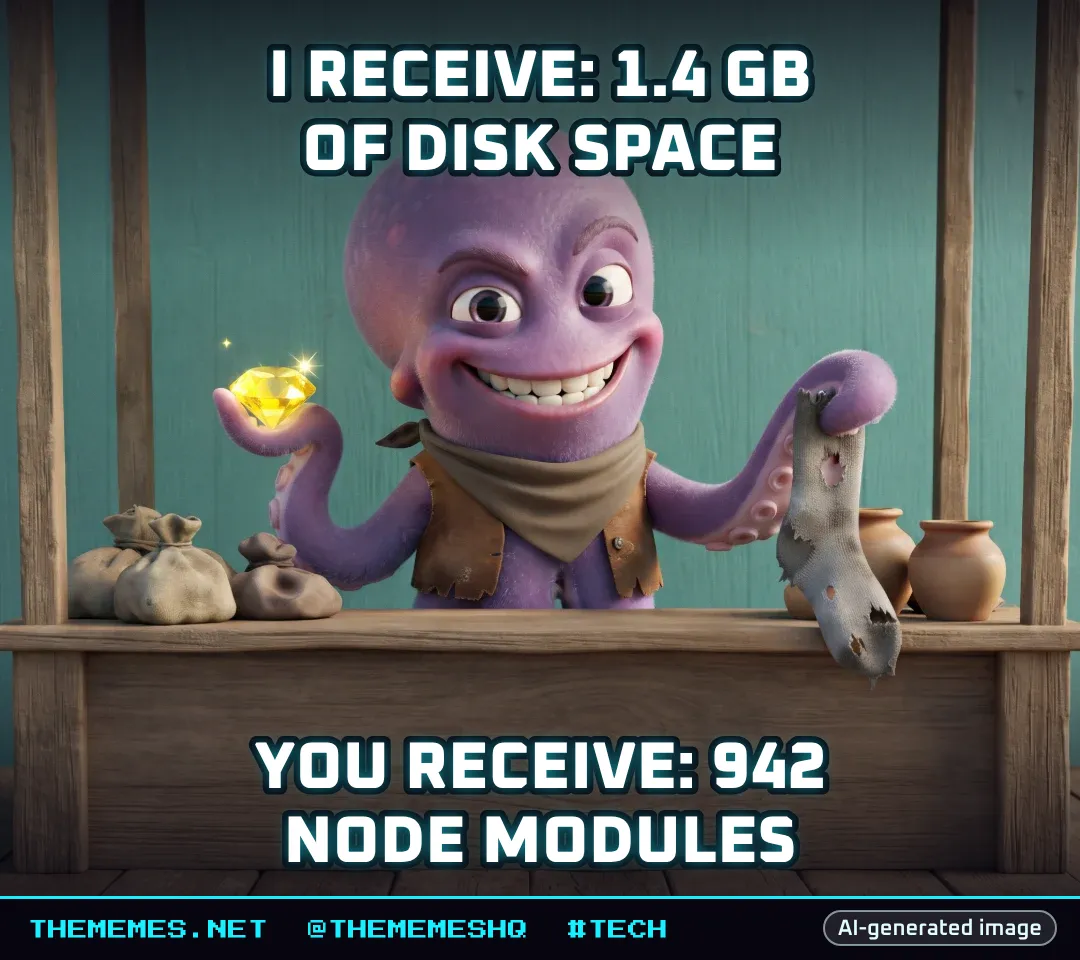 I RECEIVE: 1.4 GB
OF DISK SPACE
YOU RECEIVE: 942
NODE MODULES
THEMEMES.NET @THEMEMESHQ #TECH AI-generated image